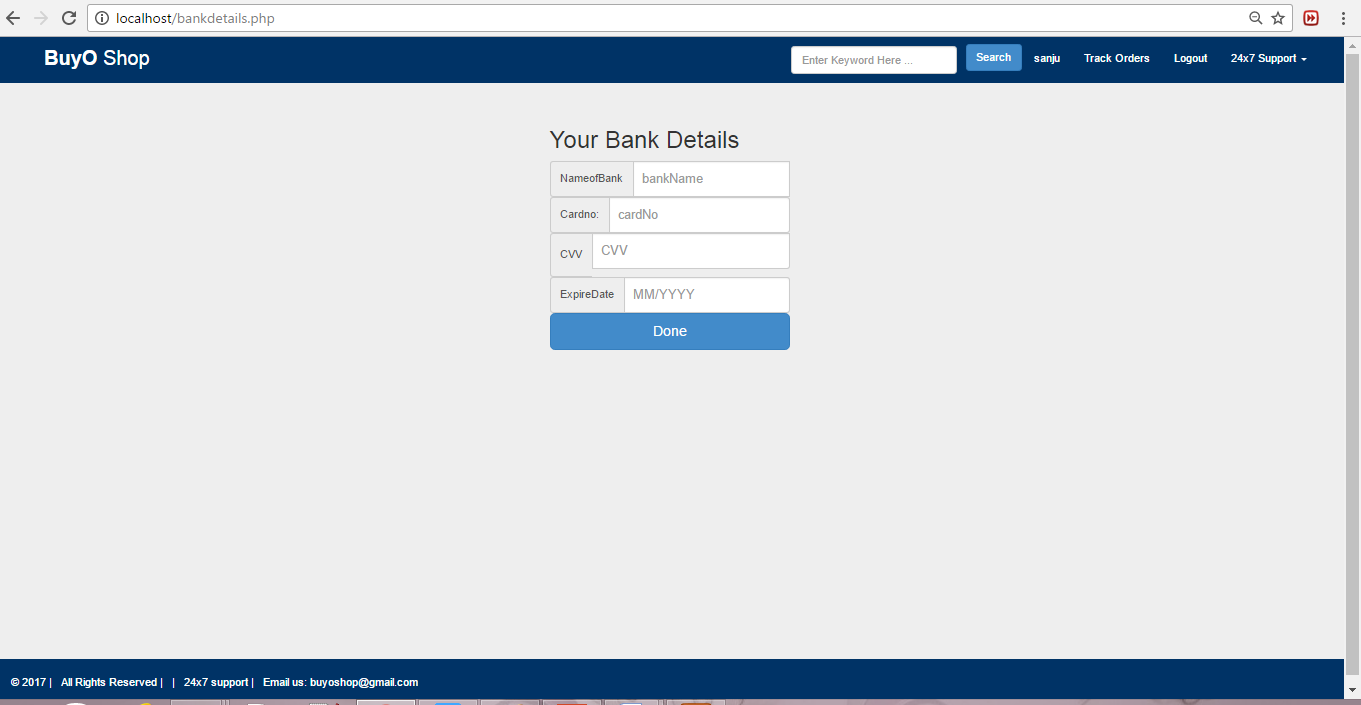 localhost/bankdetails.php
BuyO Shop Enter Keyword Here ... Search sanju Track Orders Logout 24x7 Support
Your Bank Details
NameofBank bankName
Cardno: cardNo
CVV CVV
ExpireDate MM/YYYY
Done
© 2017 | All Rights Reserved | | 24x7 support | Email us: buyoshop@gmail.com